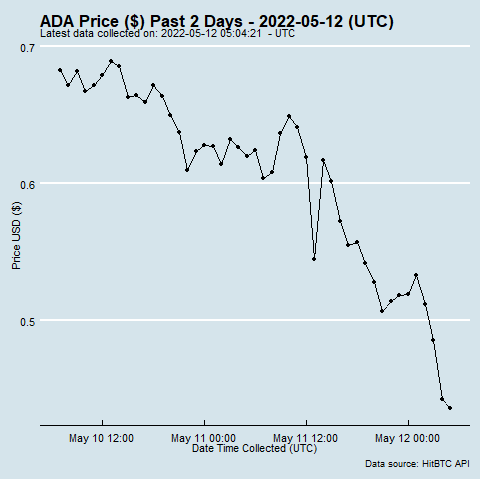 ADA Price ($) Past 2 Days - 2022-05-12 (UTC)
Latest data collected on: 2022-05-12 05:04:21 - UTC
0.7
0.6
0.5
Price USD ($)
May 10 12:00
May 11 00:00
May 11 12:00
May 12 00:00
Date Time Collected (UTC)
Data source: HitBTC API